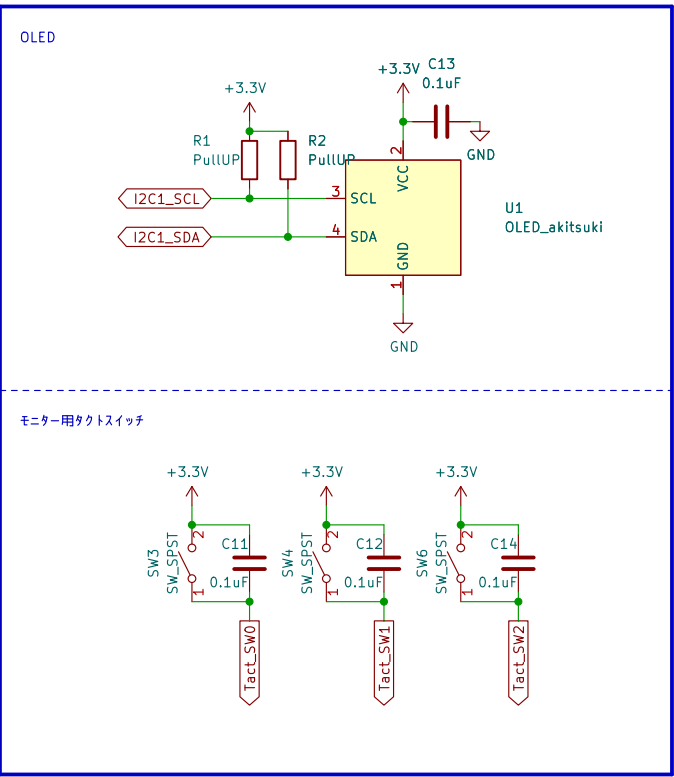 OLED
+3.3V
C13
0.1uF
+3.3V
GND
R1
PullUP
R2
PullUP
2
VCC
I2C1_SCL
3
SCL
U1
OLED_akitsuki
I2C1_SDA
4
SDA
GND
1
GND
モニター用タクトスイッチ
+3.3V
+3.3V
+3.3V
SW3
SW_SPST
2
1
C11
0.1uF
SW4
SW_SPST
2
1
C12
0.1uF
SW6
SW_SPST
2
1
C14
0.1uF
Tact_SW0
Tact_SW1
Tact_SW2